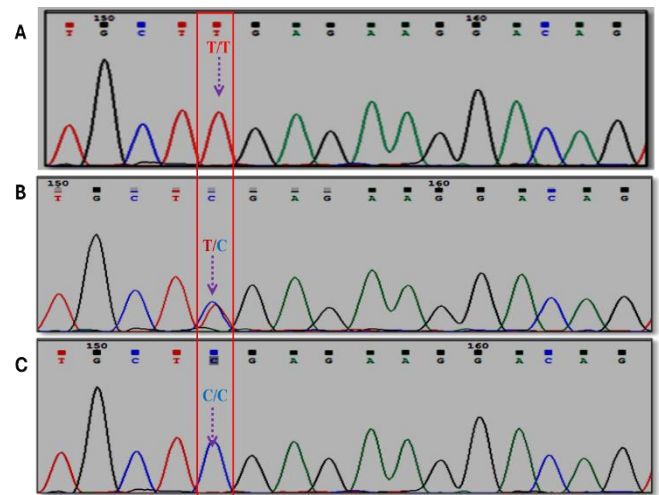 A
150 160
T G C T T G A G A A G G A C A G
T/T
B
150 160
T G C T C G A G A A G G A C A G
T/C
C
150 160
T G C T C G A G A A G G A C A G
C/C